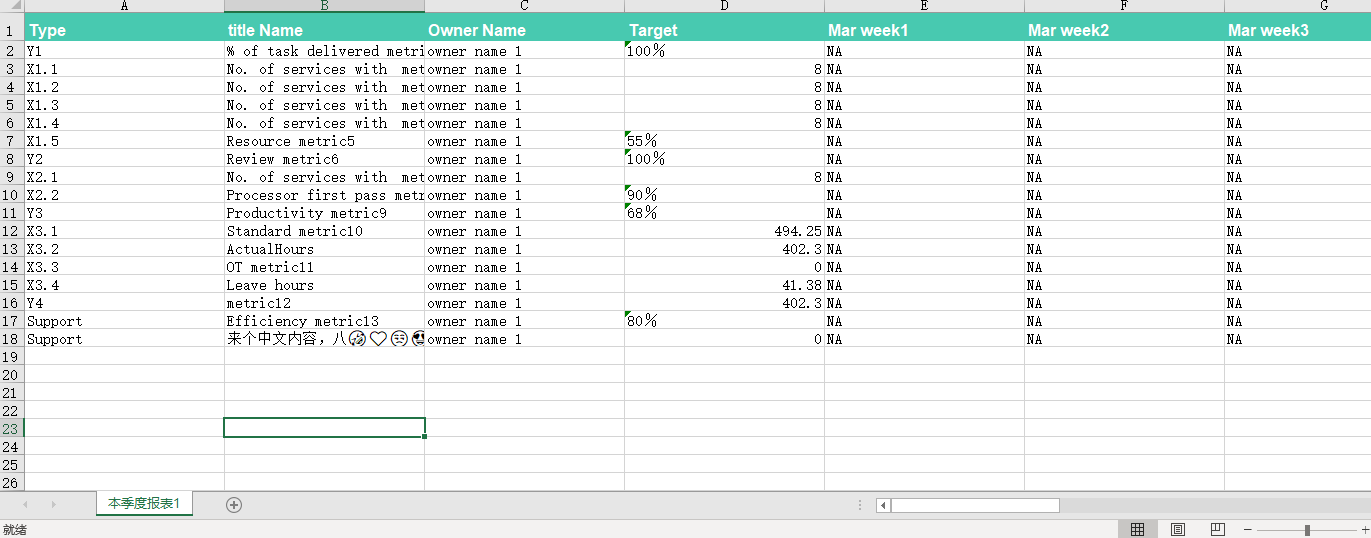 A B C D E F G
1 Type title Name Owner Name Target Mar week1 Mar week2 Mar week3
2 Y1 % of task delivered metri owner name 1 100% NA NA NA
3 X1.1 No. of services with met owner name 1 8 NA NA NA
4 X1.2 No. of services with met owner name 1 8 NA NA NA
5 X1.3 No. of services with met owner name 1 8 NA NA NA
6 X1.4 No. of services with met owner name 1 8 NA NA NA
7 X1.5 Resource metric5 owner name 1 55% NA NA NA
8 Y2 Review metric6 owner name 1 100% NA NA NA
9 X2.1 No. of services with met owner name 1 8 NA NA NA
10 X2.2 Processor first pass metr owner name 1 90% NA NA NA
11 Y3 Productivity metric9 owner name 1 68% NA NA NA
12 X3.1 Standard metric10 owner name 1 494.25 NA NA NA
13 X3.2 ActualHours owner name 1 402.3 NA NA NA
14 X3.3 OT metric11 owner name 1 0 NA NA NA
15 X3.4 Leave hours owner name 1 41.38 NA NA NA
16 Y4 metric12 owner name 1 402.3 NA NA NA
17 Support Efficiency metric13 owner name 1 80% NA NA NA
18 Support 来个中文内容，八 owner name 1 0 NA NA NA
19
20
21
22
23
24
25
26
本季度报表1
就绪